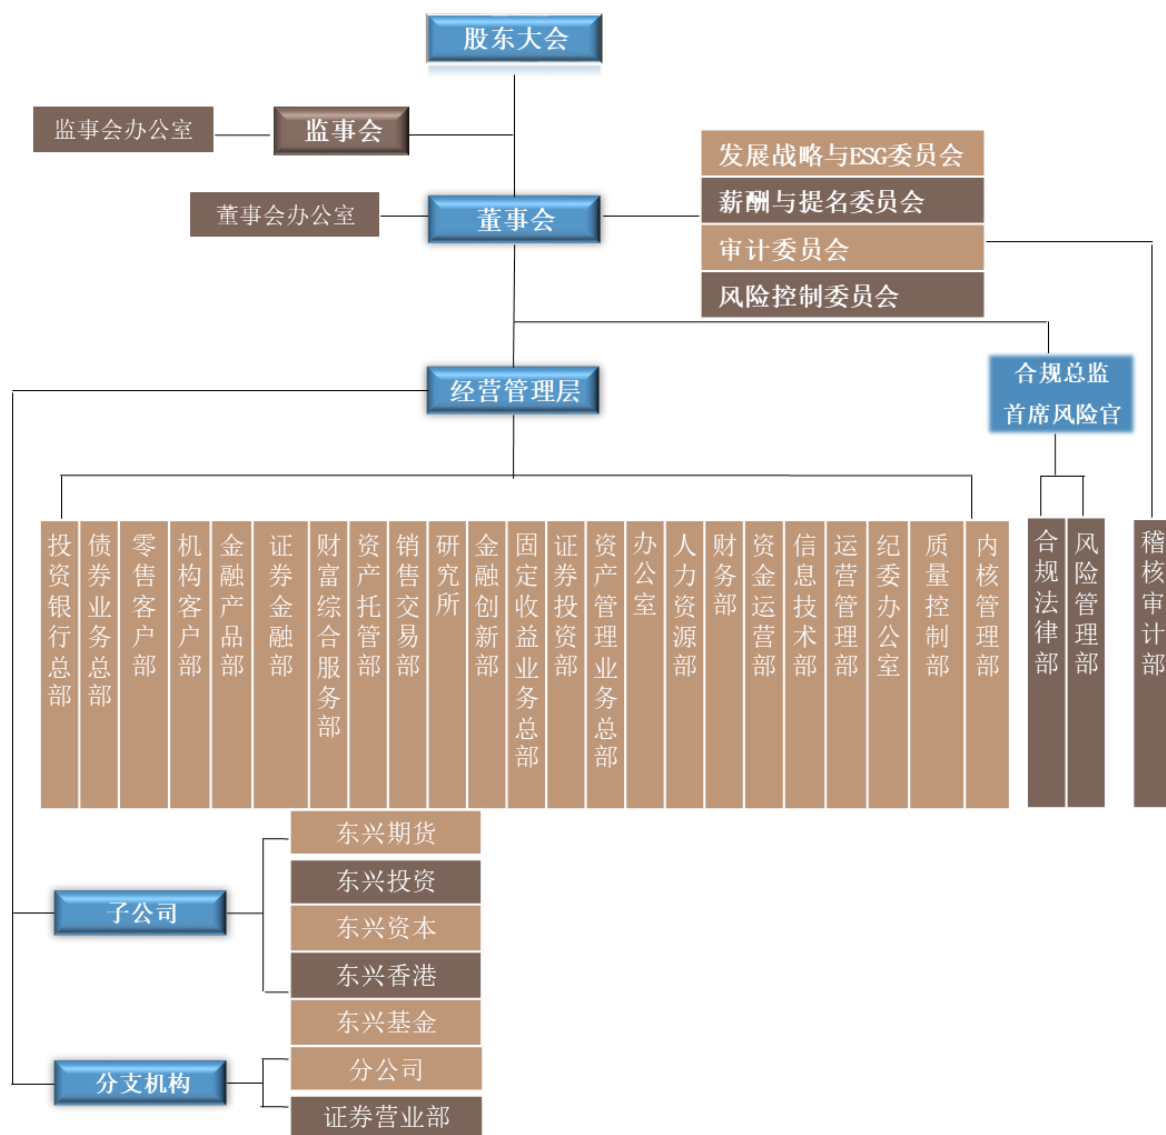 股东大会
监事会办公室
监事会
发展战略与ESG委员会
薪酬与提名委员会
董事会办公室
董事会
审计委员会
风险控制委员会
经营管理层
合规总监
首席风险官
投资银行总部
债券业务总部
零售客户部
机构客户部
金融产品部
证券金融部
财富综合服务部
资产托管部
销售交易部
研究所
金融创新部
固定收益业务总部
证券投资部
资产管理业务总部
办公室
人力资源部
财务部
资金运营部
信息技术部
运营管理部
纪委办公室
质量控制部
内核管理部
合规法律部
风险管理部
稽核审计部
子公司
东兴期货
东兴投资
东兴资本
东兴香港
东兴基金
分支机构
分公司
证券营业部